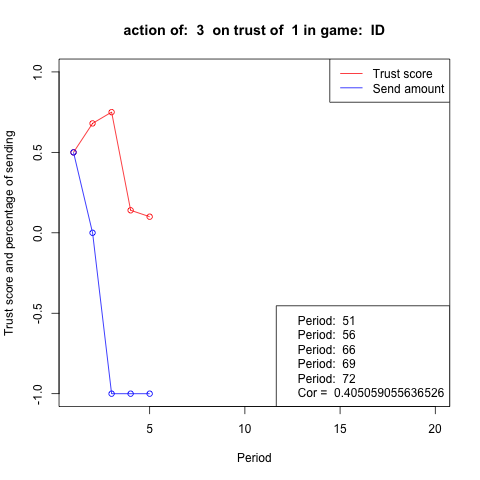 action of:  3  on trust of  1 in game:  ID
Trust score
Send amount
Trust score and percentage of sending
1.0
0.5
0.0
-0.5
-1.0
Period:  51
Period:  56
Period:  66
Period:  69
Period:  72
Cor =  0.405059055636526
5 10 15 20
Period